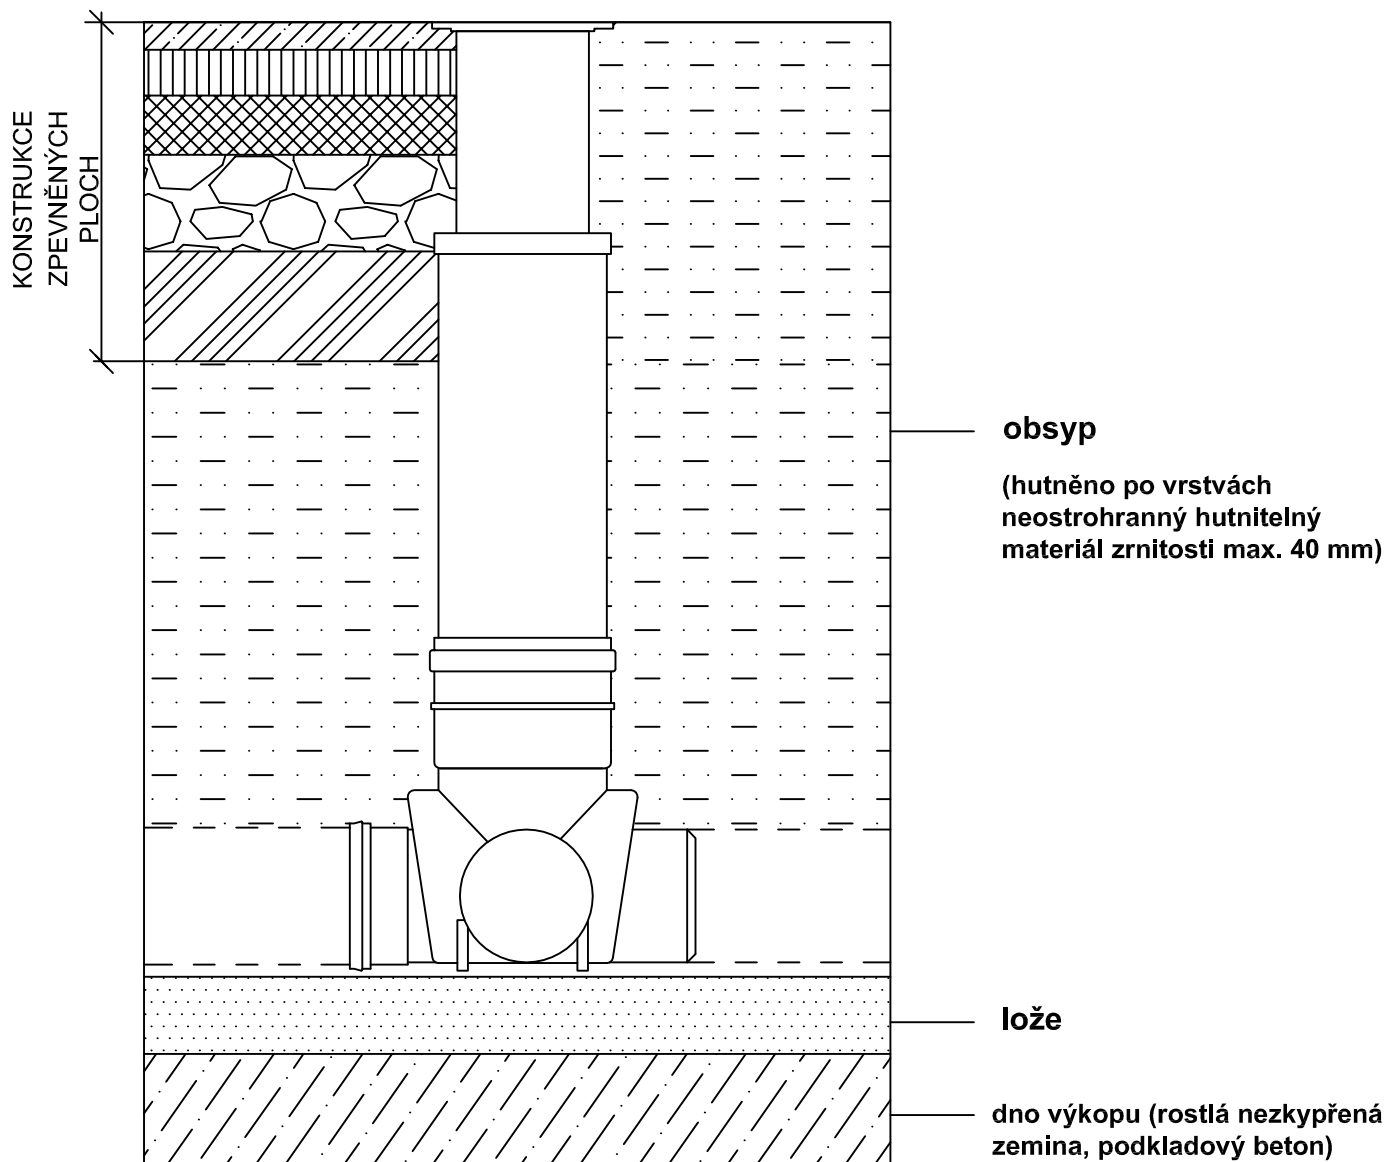 KONSTRUKCE
ZPEVNĚNÝCH
PLOCH
obsyp
(hutněno po vrstvách
neostrohranný hutnitelný
materiál zrnitosti max. 40 mm)
lože
dno výkopu (rostlá nezkypřená
zemina, podkladový beton)